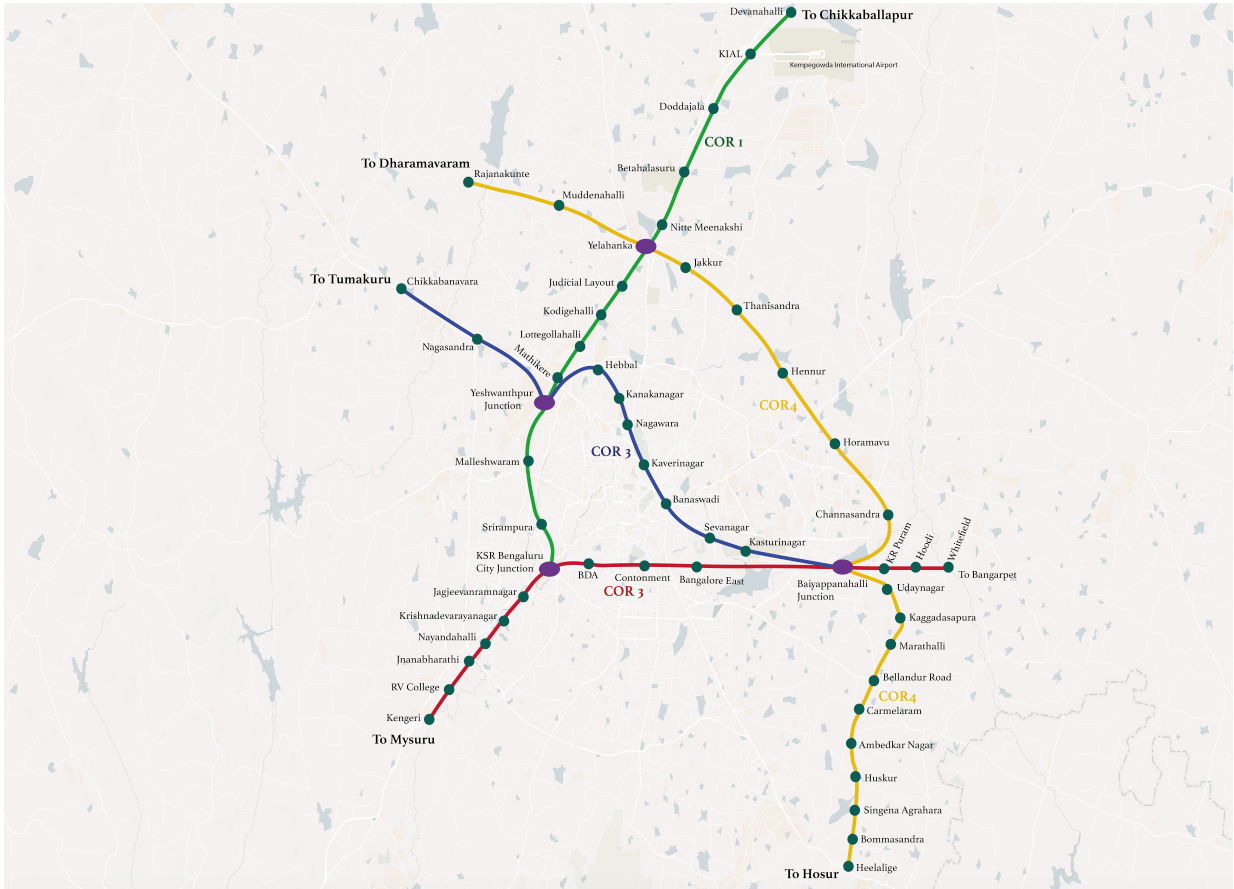 Devanahalli
To Chikkaballapur
KIAL
Kempegowda International Airport
Doddajala
COR 1
To Dharamavaram
Betahalasuru
Rajanakunte
Muddenahalli
Nitte Meenakshi
Yelahanka
Jakkur
To Tumakuru
Chikkabanavara
Judicial Layout
Thanisandra
Kodigehalli
Lottegollahalli
Nagasandra
Mathikere
Hebbal
Hennur
Yeshwanthpur
Junction
Kanakanagar
COR4
Nagawara
Horamavu
COR 3
Malleshwaram
Kaverinagar
Banaswadi
Channasandra
Srirampura
Sevanagar
Kasturinagar
KR Puram
Hoodi
Whitefield
KSR Bengaluru
City Junction
BDA
Contonment
Bangalore East
Baiyappanahalli
Junction
To Bangarpet
COR 3
Udaynagar
Jagjeevanramnagar
Krishnadevarayanagar
Kaggadasapura
Nayandahalli
Marathalli
Jnanabharathi
RV College
Bellandur Road
COR4
Kengeri
Carmelaram
To Mysuru
Ambedkar Nagar
Huskur
Singena Agrahara
Bommasandra
Heelalige
To Hosur